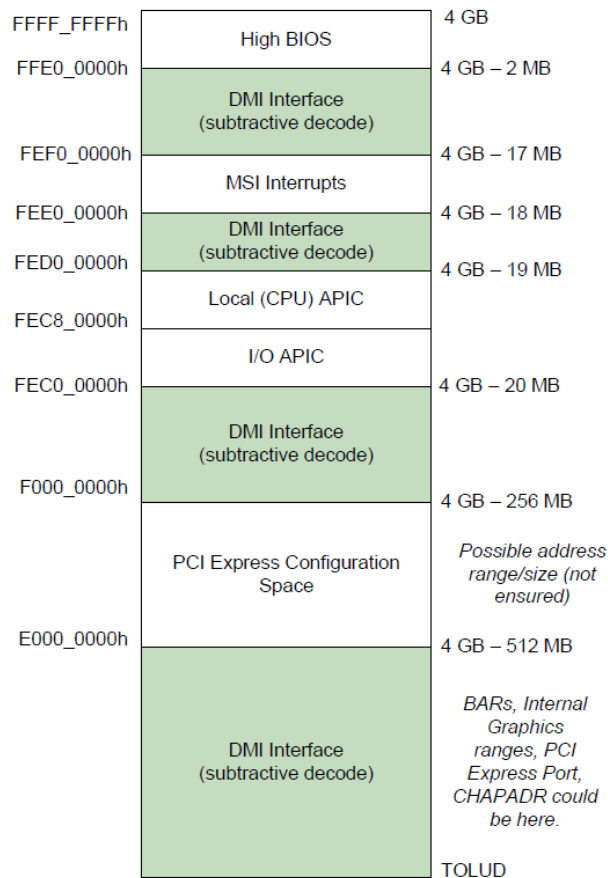 FFFF_FFFFh
4 GB
High BIOS
FFE0_0000h
4 GB – 2 MB
DMI Interface
(subtractive decode)
FEF0_0000h
4 GB – 17 MB
MSI Interrupts
FEE0_0000h
4 GB – 18 MB
DMI Interface
(subtractive decode)
FED0_0000h
4 GB – 19 MB
Local (CPU) APIC
FEC8_0000h
I/O APIC
FEC0_0000h
4 GB – 20 MB
DMI Interface
(subtractive decode)
F000_0000h
4 GB – 256 MB
PCI Express Configuration
Space
Possible address
range/size (not
ensured)
E000_0000h
4 GB – 512 MB
DMI Interface
(subtractive decode)
BARs, Internal
Graphics
ranges, PCI
Express Port,
CHAPADR could
be here.
TOLUD